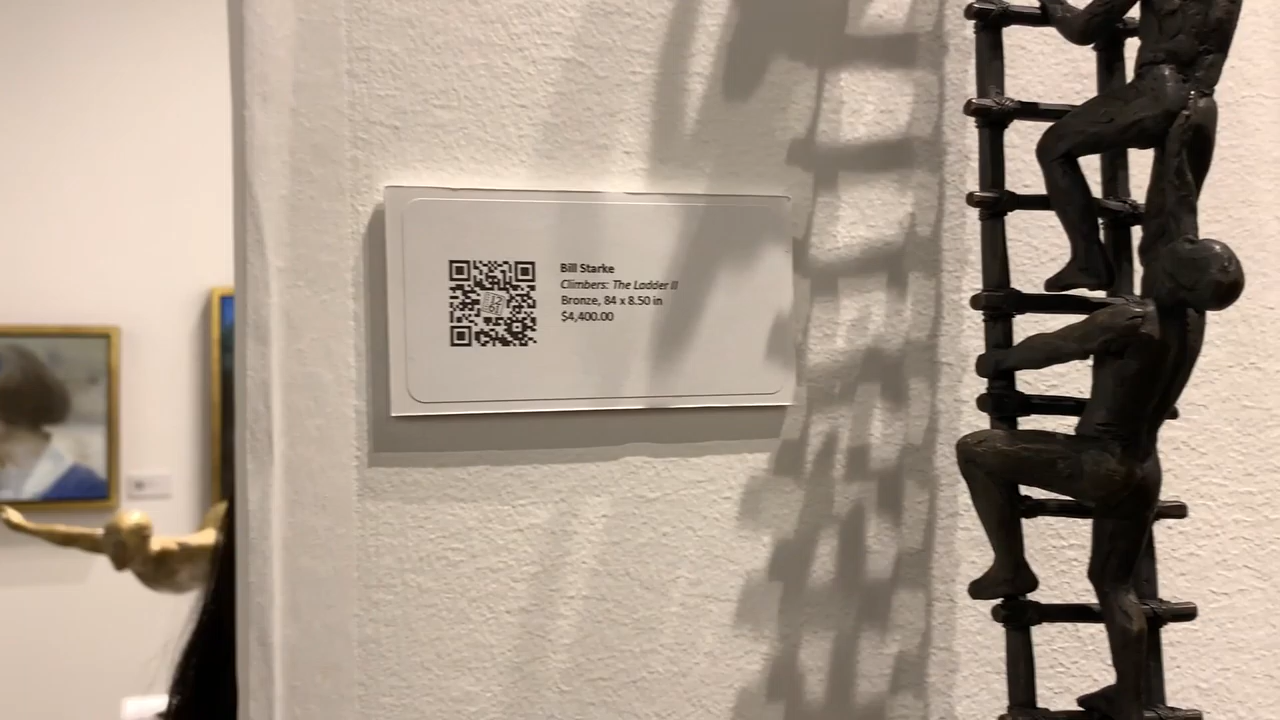 Bill Starke
Climbers: The Ladder II
Bronze, 84 x 8.50 in
$4,400.00